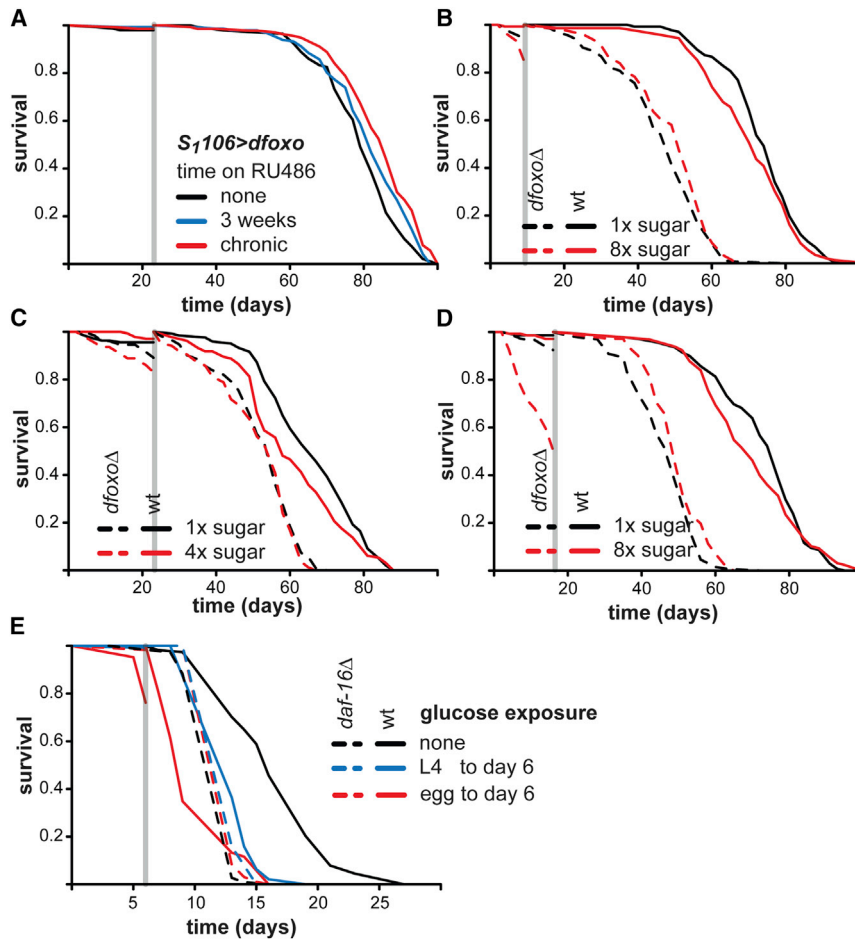 A
survival
0.8
0.6
0.4
0.2
S₁106>dfoxo
time on RU486
none
3 weeks
chronic
20 40 60 80
time (days)
B
survival
0.8
0.6
0.4
0.2
dfoxoΔ wt
1x sugar
8x sugar
20 40 60 80
time (days)
C
survival
0.8
0.6
0.4
0.2
dfoxoΔ wt
1x sugar
4x sugar
20 40 60 80
time (days)
D
survival
0.8
0.6
0.4
0.2
dfoxoΔ wt
1x sugar
8x sugar
20 40 60 80
time (days)
E
survival
0.8
0.6
0.4
0.2
daf-16Δ wt
glucose exposure
none
L4 to day 6
egg to day 6
5 10 15 20 25
time (days)